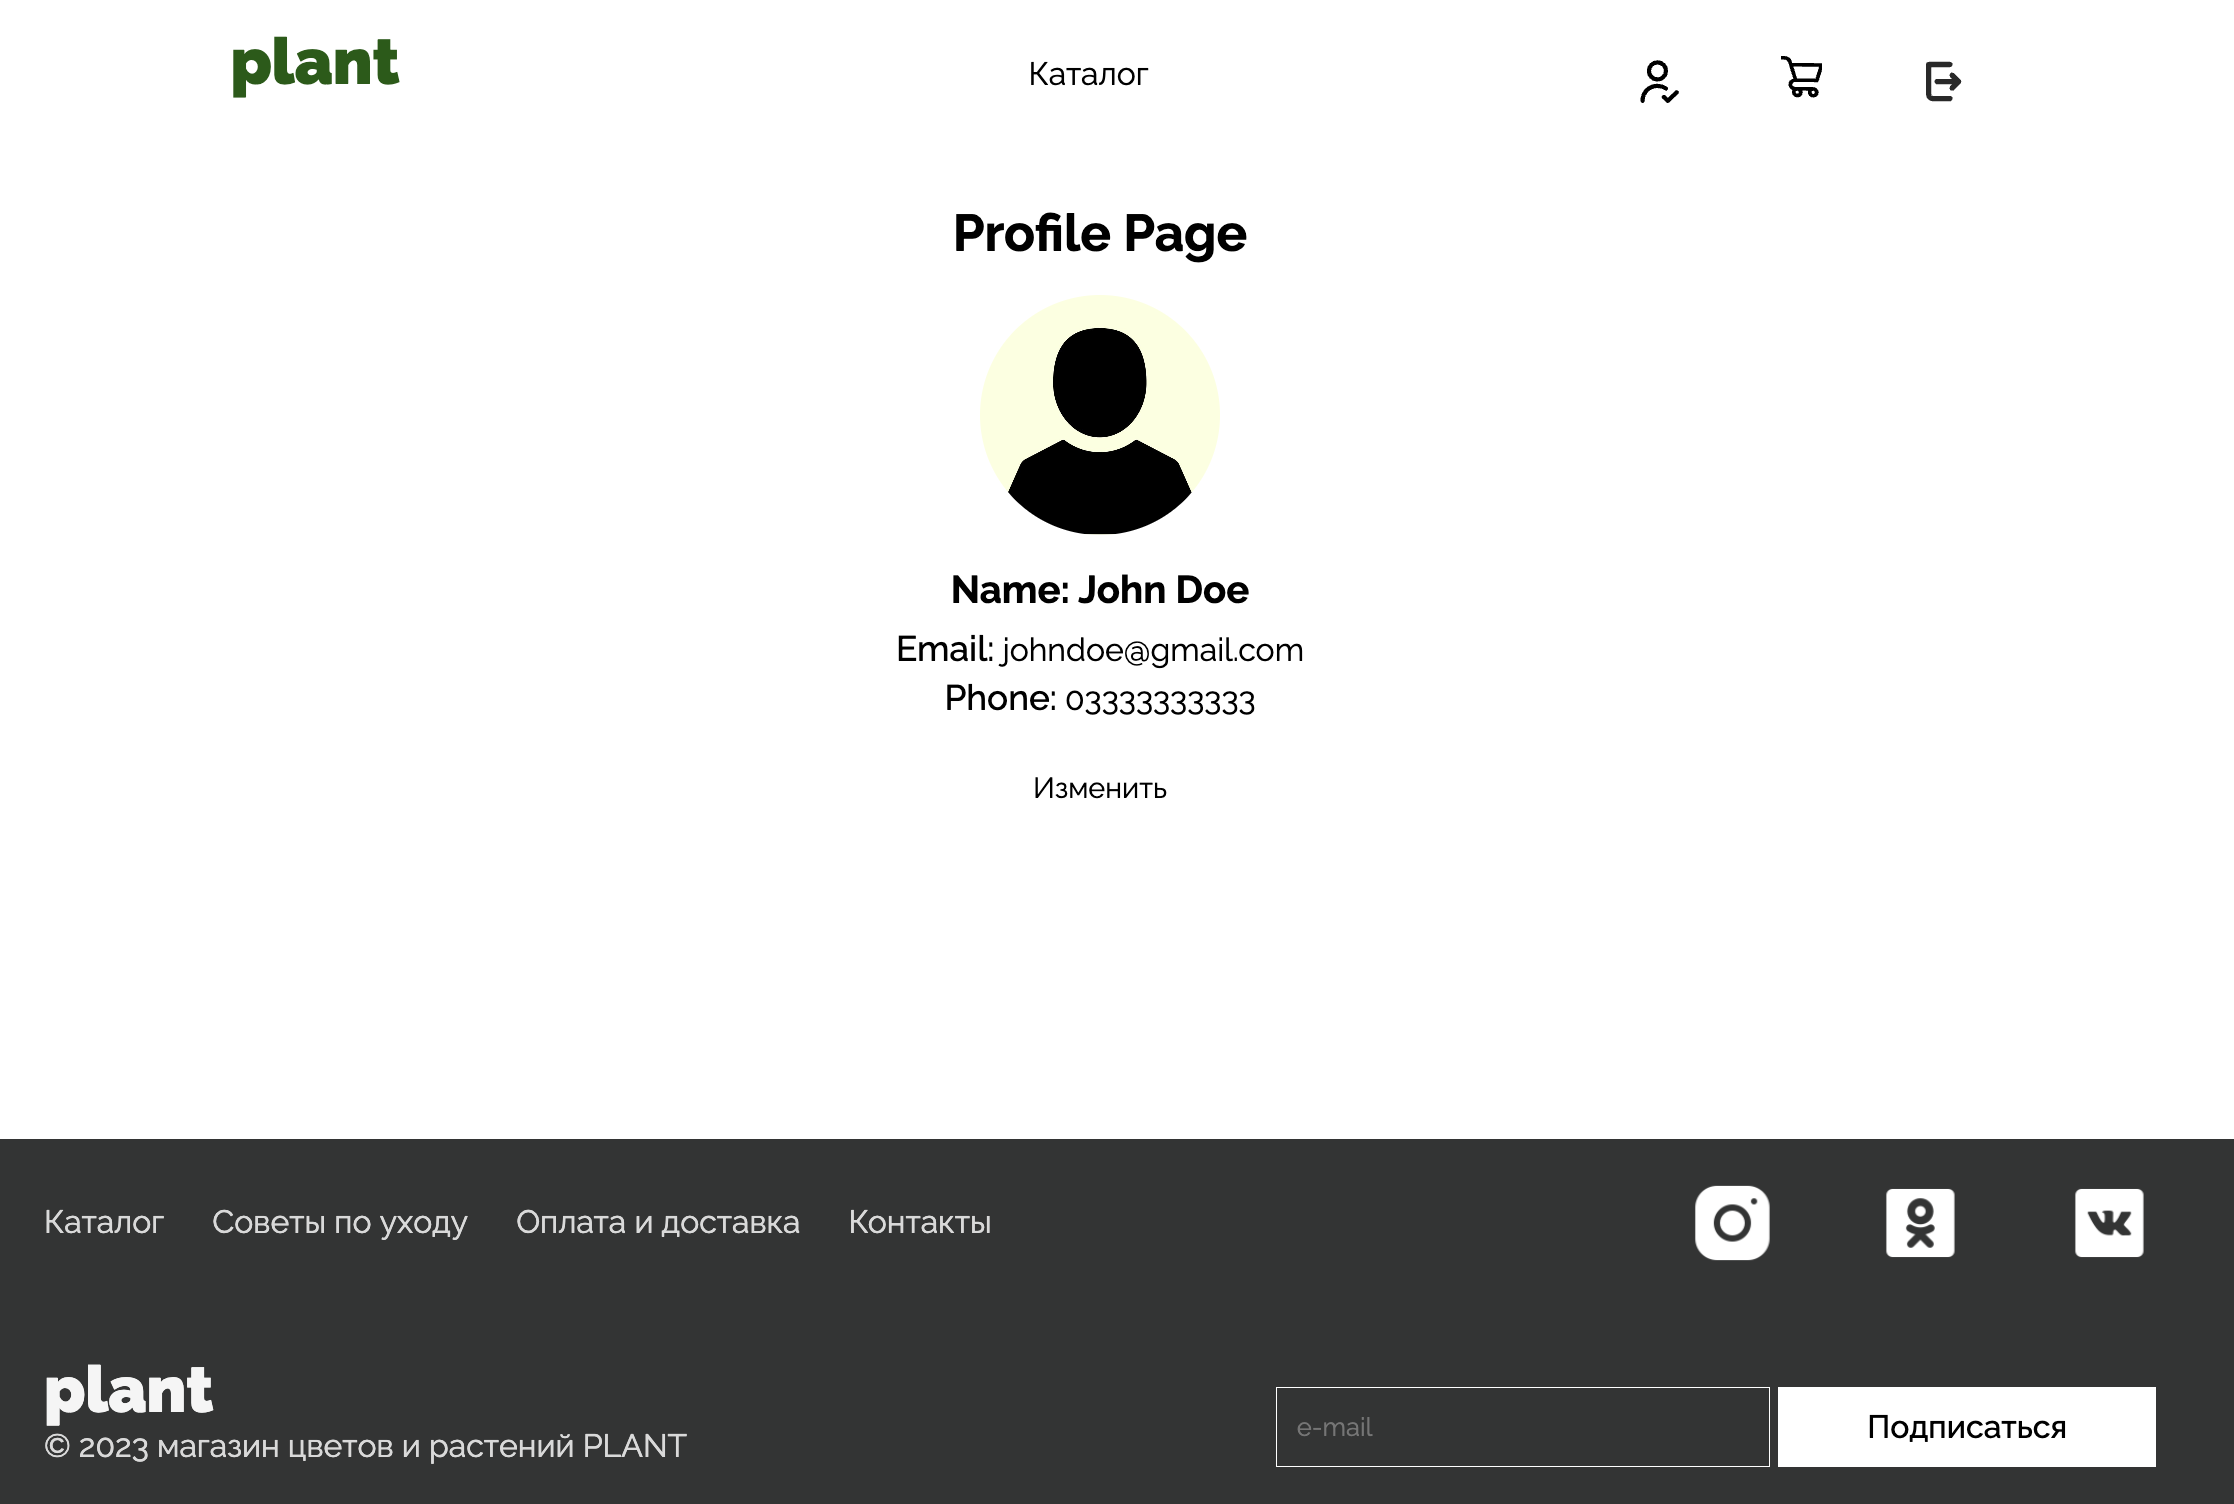 plant
Каталог
Profile Page
Name: John Doe
Email: johndoe@gmail.com
Phone: 03333333333
Изменить
Каталог Советы по уходу Оплата и доставка Контакты
plant
© 2023 магазин цветов и растений PLANT
e-mail
Подписаться